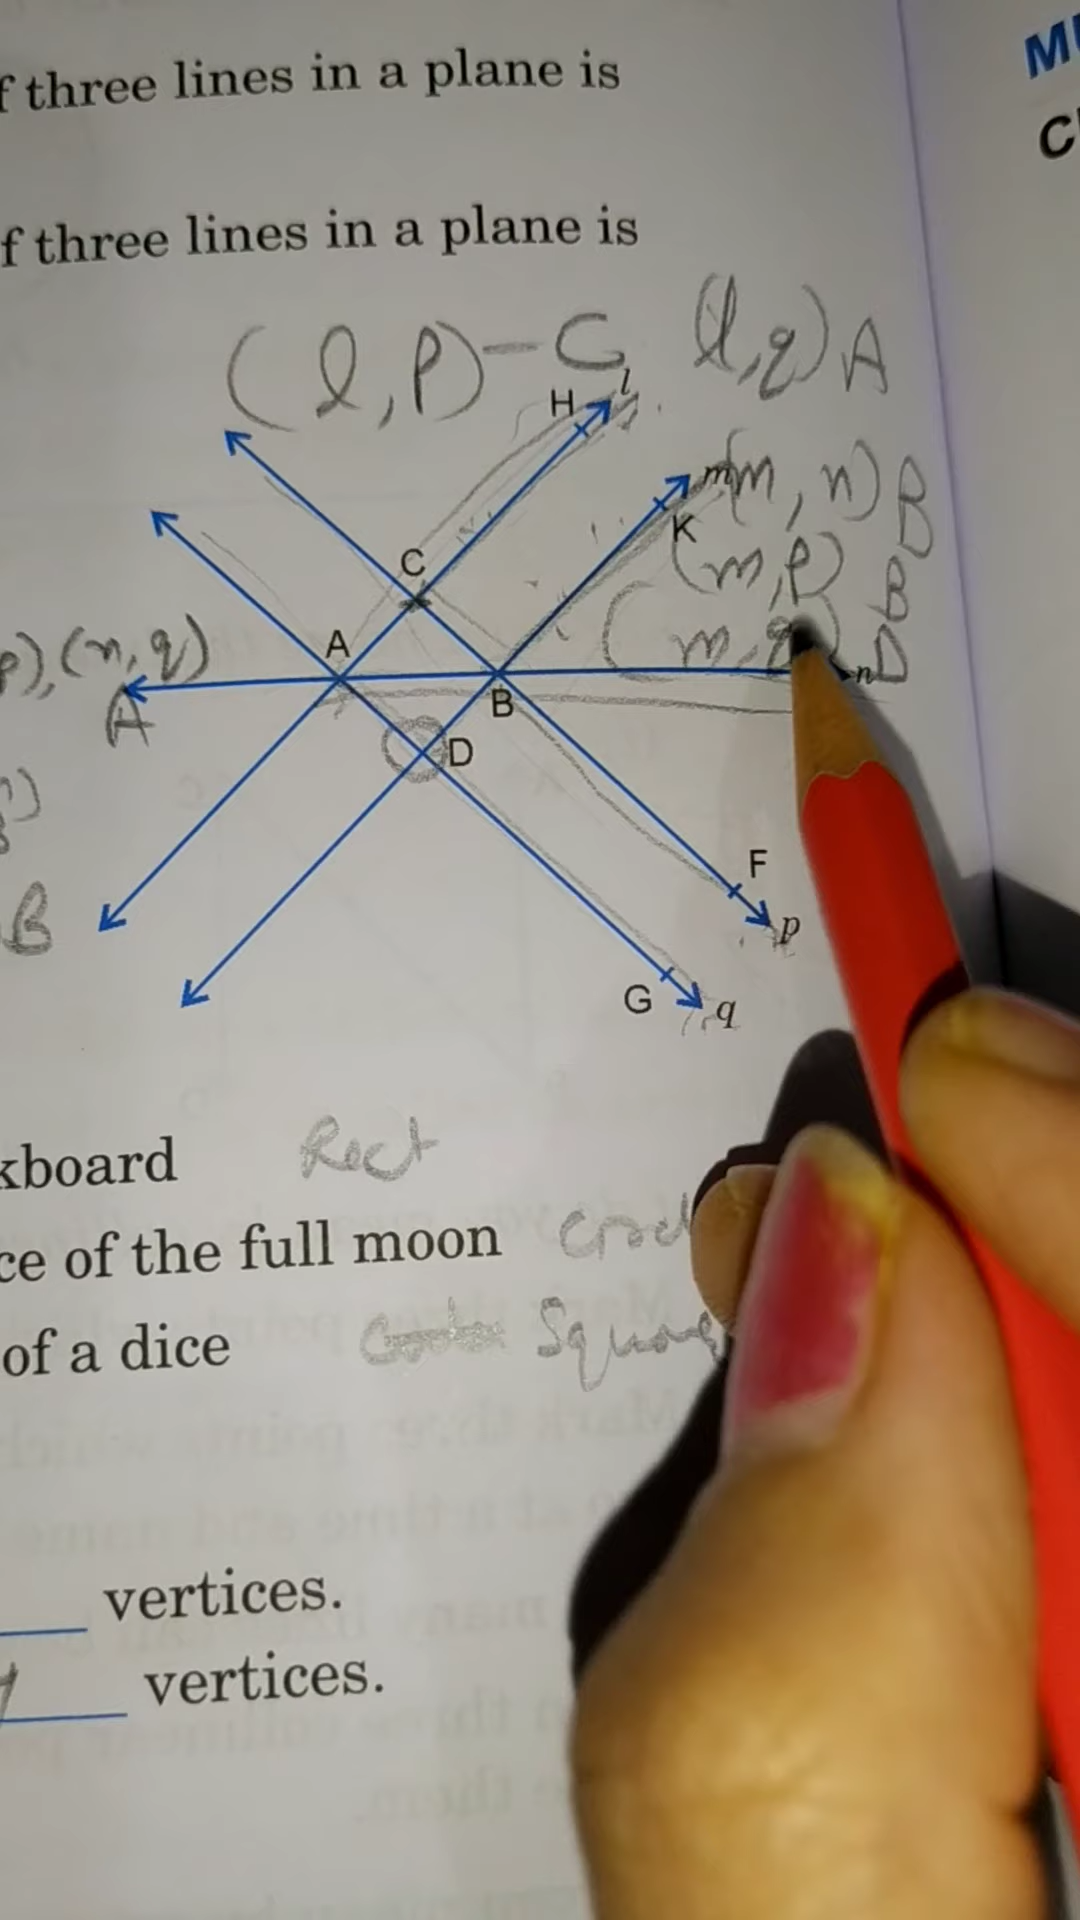 f three lines in a plane is
f three lines in a plane is
M
C
(l, p) - C
(l, q) A
H
l
m
(m, n) B
K
(m, p) B
C
(m, q) D
A
p), (n, q)
A
n
B
D
B
F
p
G
q
kboard Rect
ce of the full moon
of a dice Square
vertices.
vertices.